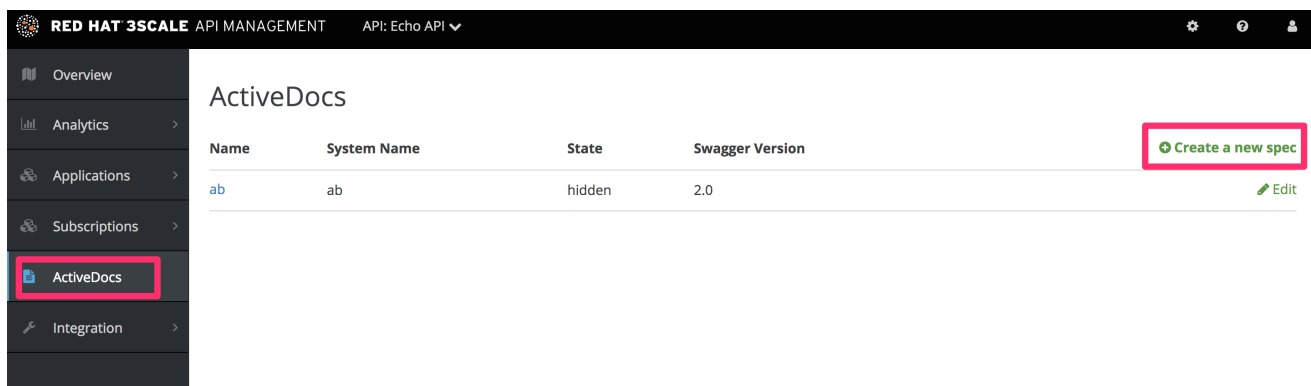 RED HAT 3SCALE API MANAGEMENT API: Echo API
Overview
Analytics
Applications
Subscriptions
ActiveDocs
Integration
ActiveDocs
Name System Name State Swagger Version Create a new spec
ab ab hidden 2.0 Edit